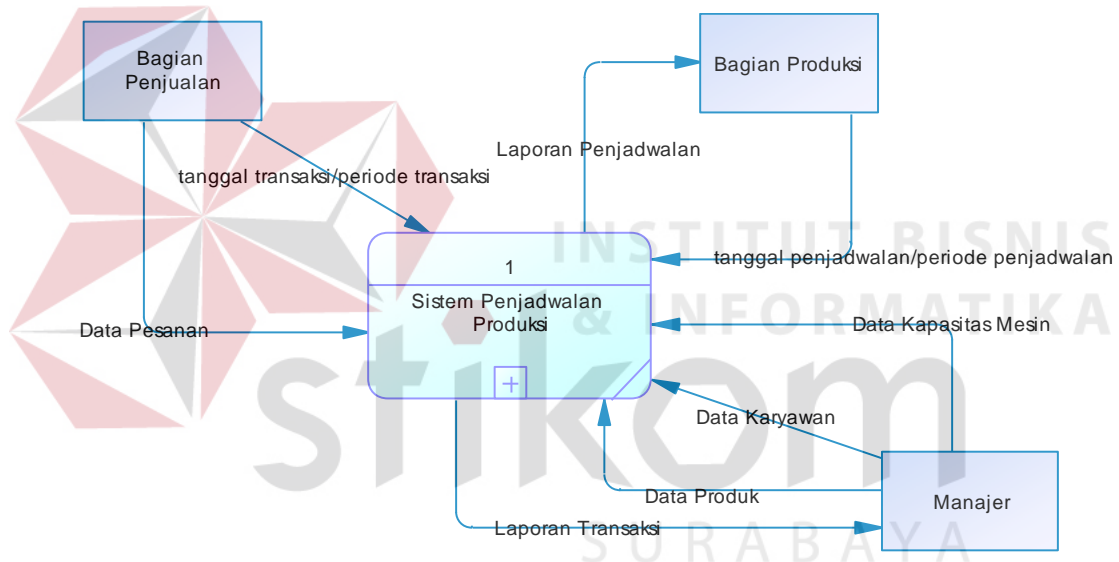 Bagian
Penjualan
Bagian Produksi
Laporan Penjadwalan
tanggal transaksi/periode transaksi
INSTITUT BISNIS
tanggal penjadwalan/periode penjadwalan
1
Sistem Penjadwalan
Produksi
& INFORMATIKA
Data Pesanan
Data Kapasitas Mesin
stikom
Data Karyawan
Data Produk
Manajer
Laporan Transaksi
SURABAYA